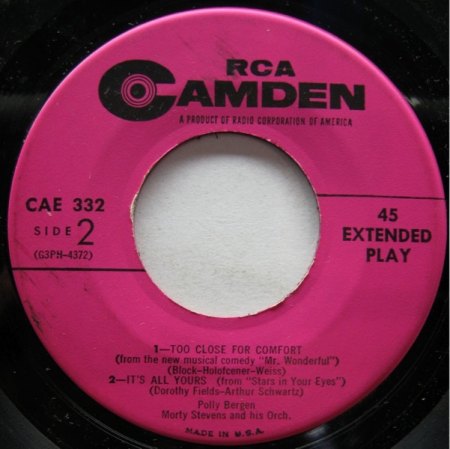 RCA
CAMDEN
A PRODUCT OF RADIO CORPORATION OF AMERICA
CAE 332
SIDE 2
(G3PH-4372)
45
EXTENDED
PLAY
1—TOO CLOSE FOR COMFORT
(from the new musical comedy "Mr. Wonderful")
(Block-Holofcener-Weiss)
2—IT'S ALL YOURS (from "Stars in Your Eyes")
(Dorothy Fields-Arthur Schwartz)
Polly Bergen
Morty Stevens and his Orch.
MADE IN U.S.A.